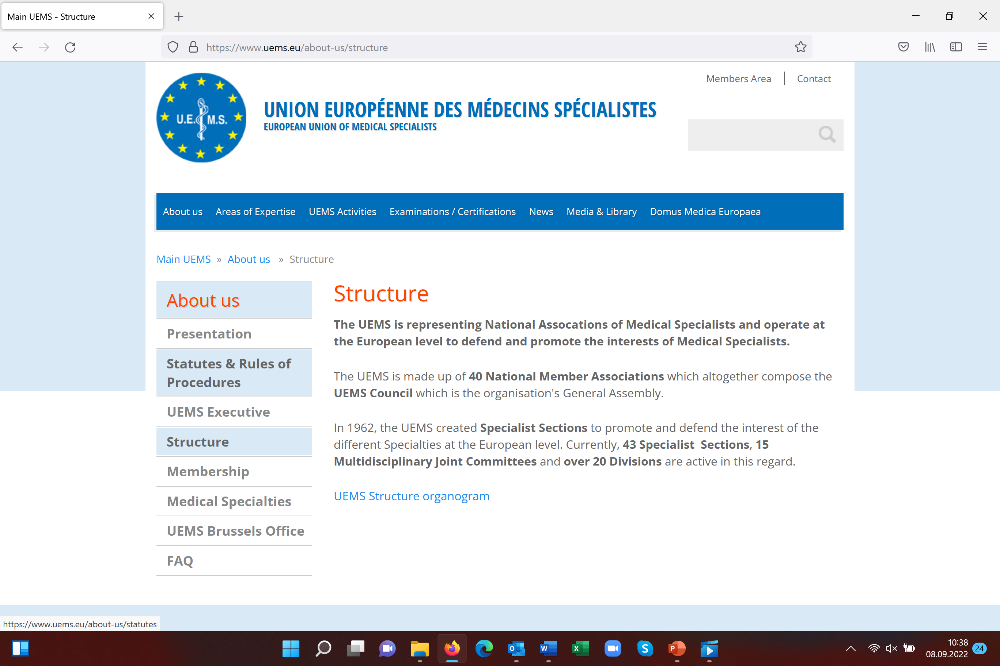 Main UEMS - Structure
https://www.uems.eu/about-us/structure
Members Area
Contact
U.E. M.S.
UNION EUROPÉENNE DES MÉDECINS SPÉCIALISTES
EUROPEAN UNION OF MEDICAL SPECIALISTS
About us Areas of Expertise UEMS Activities Examinations / Certifications News Media & Library Domus Medica Europaea
Main UEMS » About us » Structure
About us
Presentation
Statutes & Rules of
Procedures
UEMS Executive
Structure
Membership
Medical Specialties
UEMS Brussels Office
FAQ
Structure
The UEMS is representing National Assocations of Medical Specialists and operate at
the European level to defend and promote the interests of Medical Specialists.
The UEMS is made up of 40 National Member Associations which altogether compose the
UEMS Council which is the organisation's General Assembly.
In 1962, the UEMS created Specialist Sections to promote and defend the interest of the
different Specialties at the European level. Currently, 43 Specialist  Sections, 15
Multidisciplinary Joint Committees and over 20 Divisions are active in this regard.
UEMS Structure organogram
https://www.uems.eu/about-us/statutes
10:38
08.09.2022
24